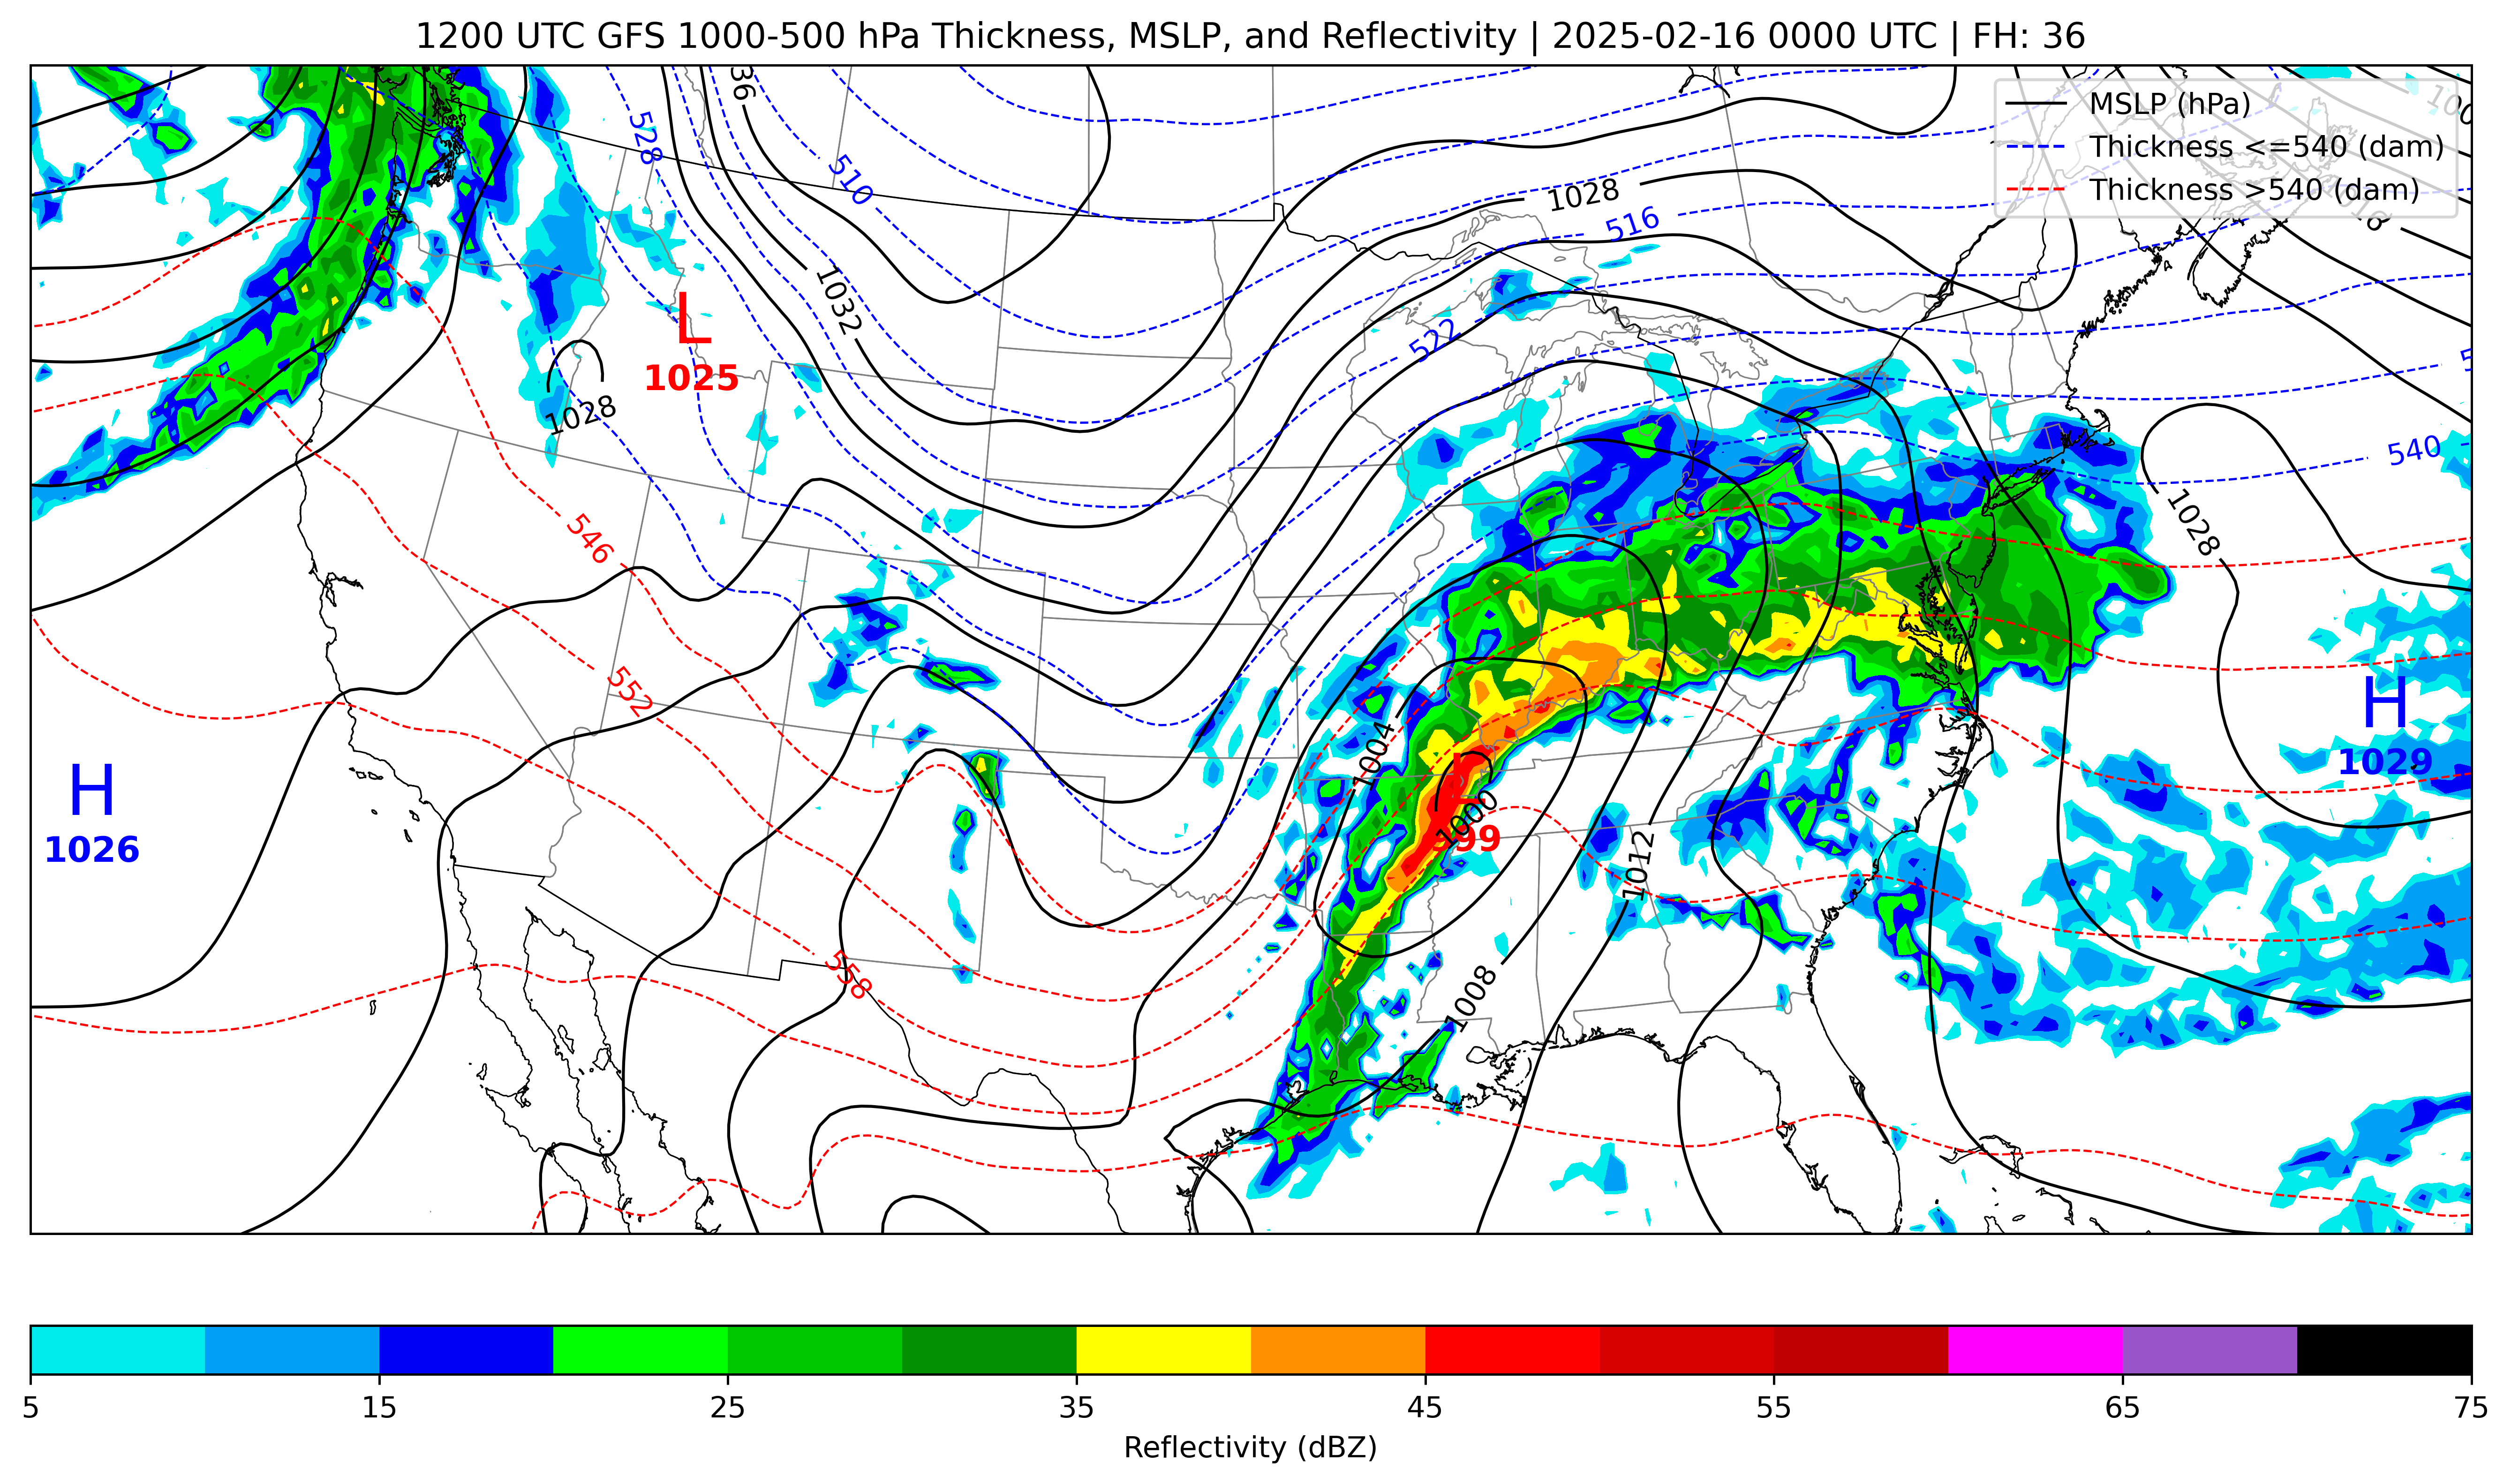 1200 UTC GFS 1000-500 hPa Thickness, MSLP, and Reflectivity | 2025-02-16 0000 UTC | FH: 36
MSLP (hPa)
Thickness <=540 (dam)
Thickness >540 (dam)
36
528
510
1028
516
1032
L
1025
522
1028
540
1028
546
552
H
1029
1004
H
1026
1000
999
1012
558
1008
5 15 25 35 45 55 65 75
Reflectivity (dBZ)